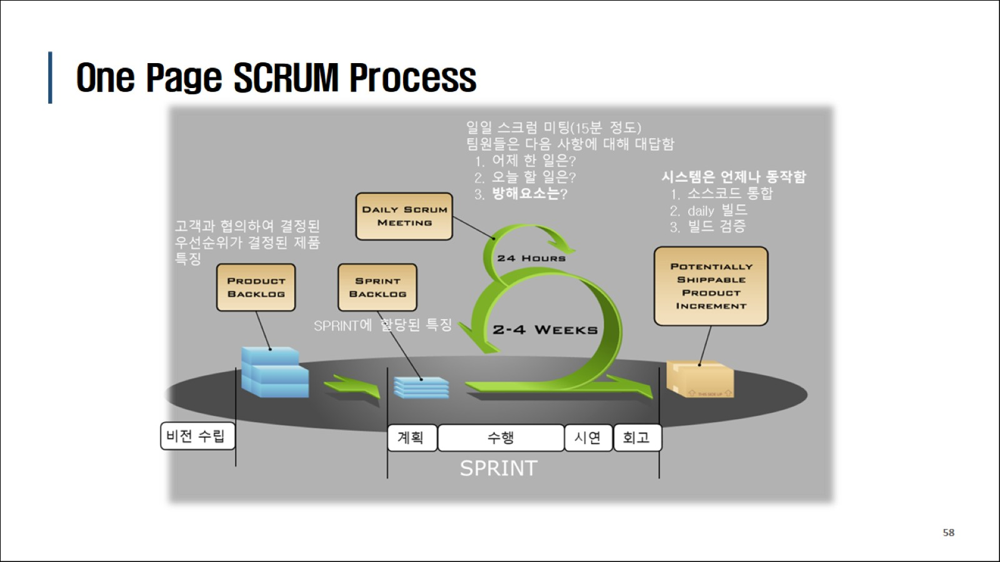 One Page SCRUM Process
일일 스크럼 미팅(15분 정도)
팀원들은 다음 사항에 대해 대답함
1. 어제 한 일은?
2. 오늘 할 일은?
3. 방해요소는?
시스템은 언제나 동작함
1. 소스코드 통합
2. daily 빌드
3. 빌드 검증
DAILY SCRUM
MEETING
고객과 협의하여 결정된
우선순위가 결정된 제품
특징
24 HOURS
PRODUCT
BACKLOG
SPRINT
BACKLOG
POTENTIALLY
SHIPPABLE
PRODUCT
INCREMENT
SPRINT에 할당된 특징
2-4 WEEKS
THIS SIDE UP
비전 수립
계획
수행
시연
회고
SPRINT
58